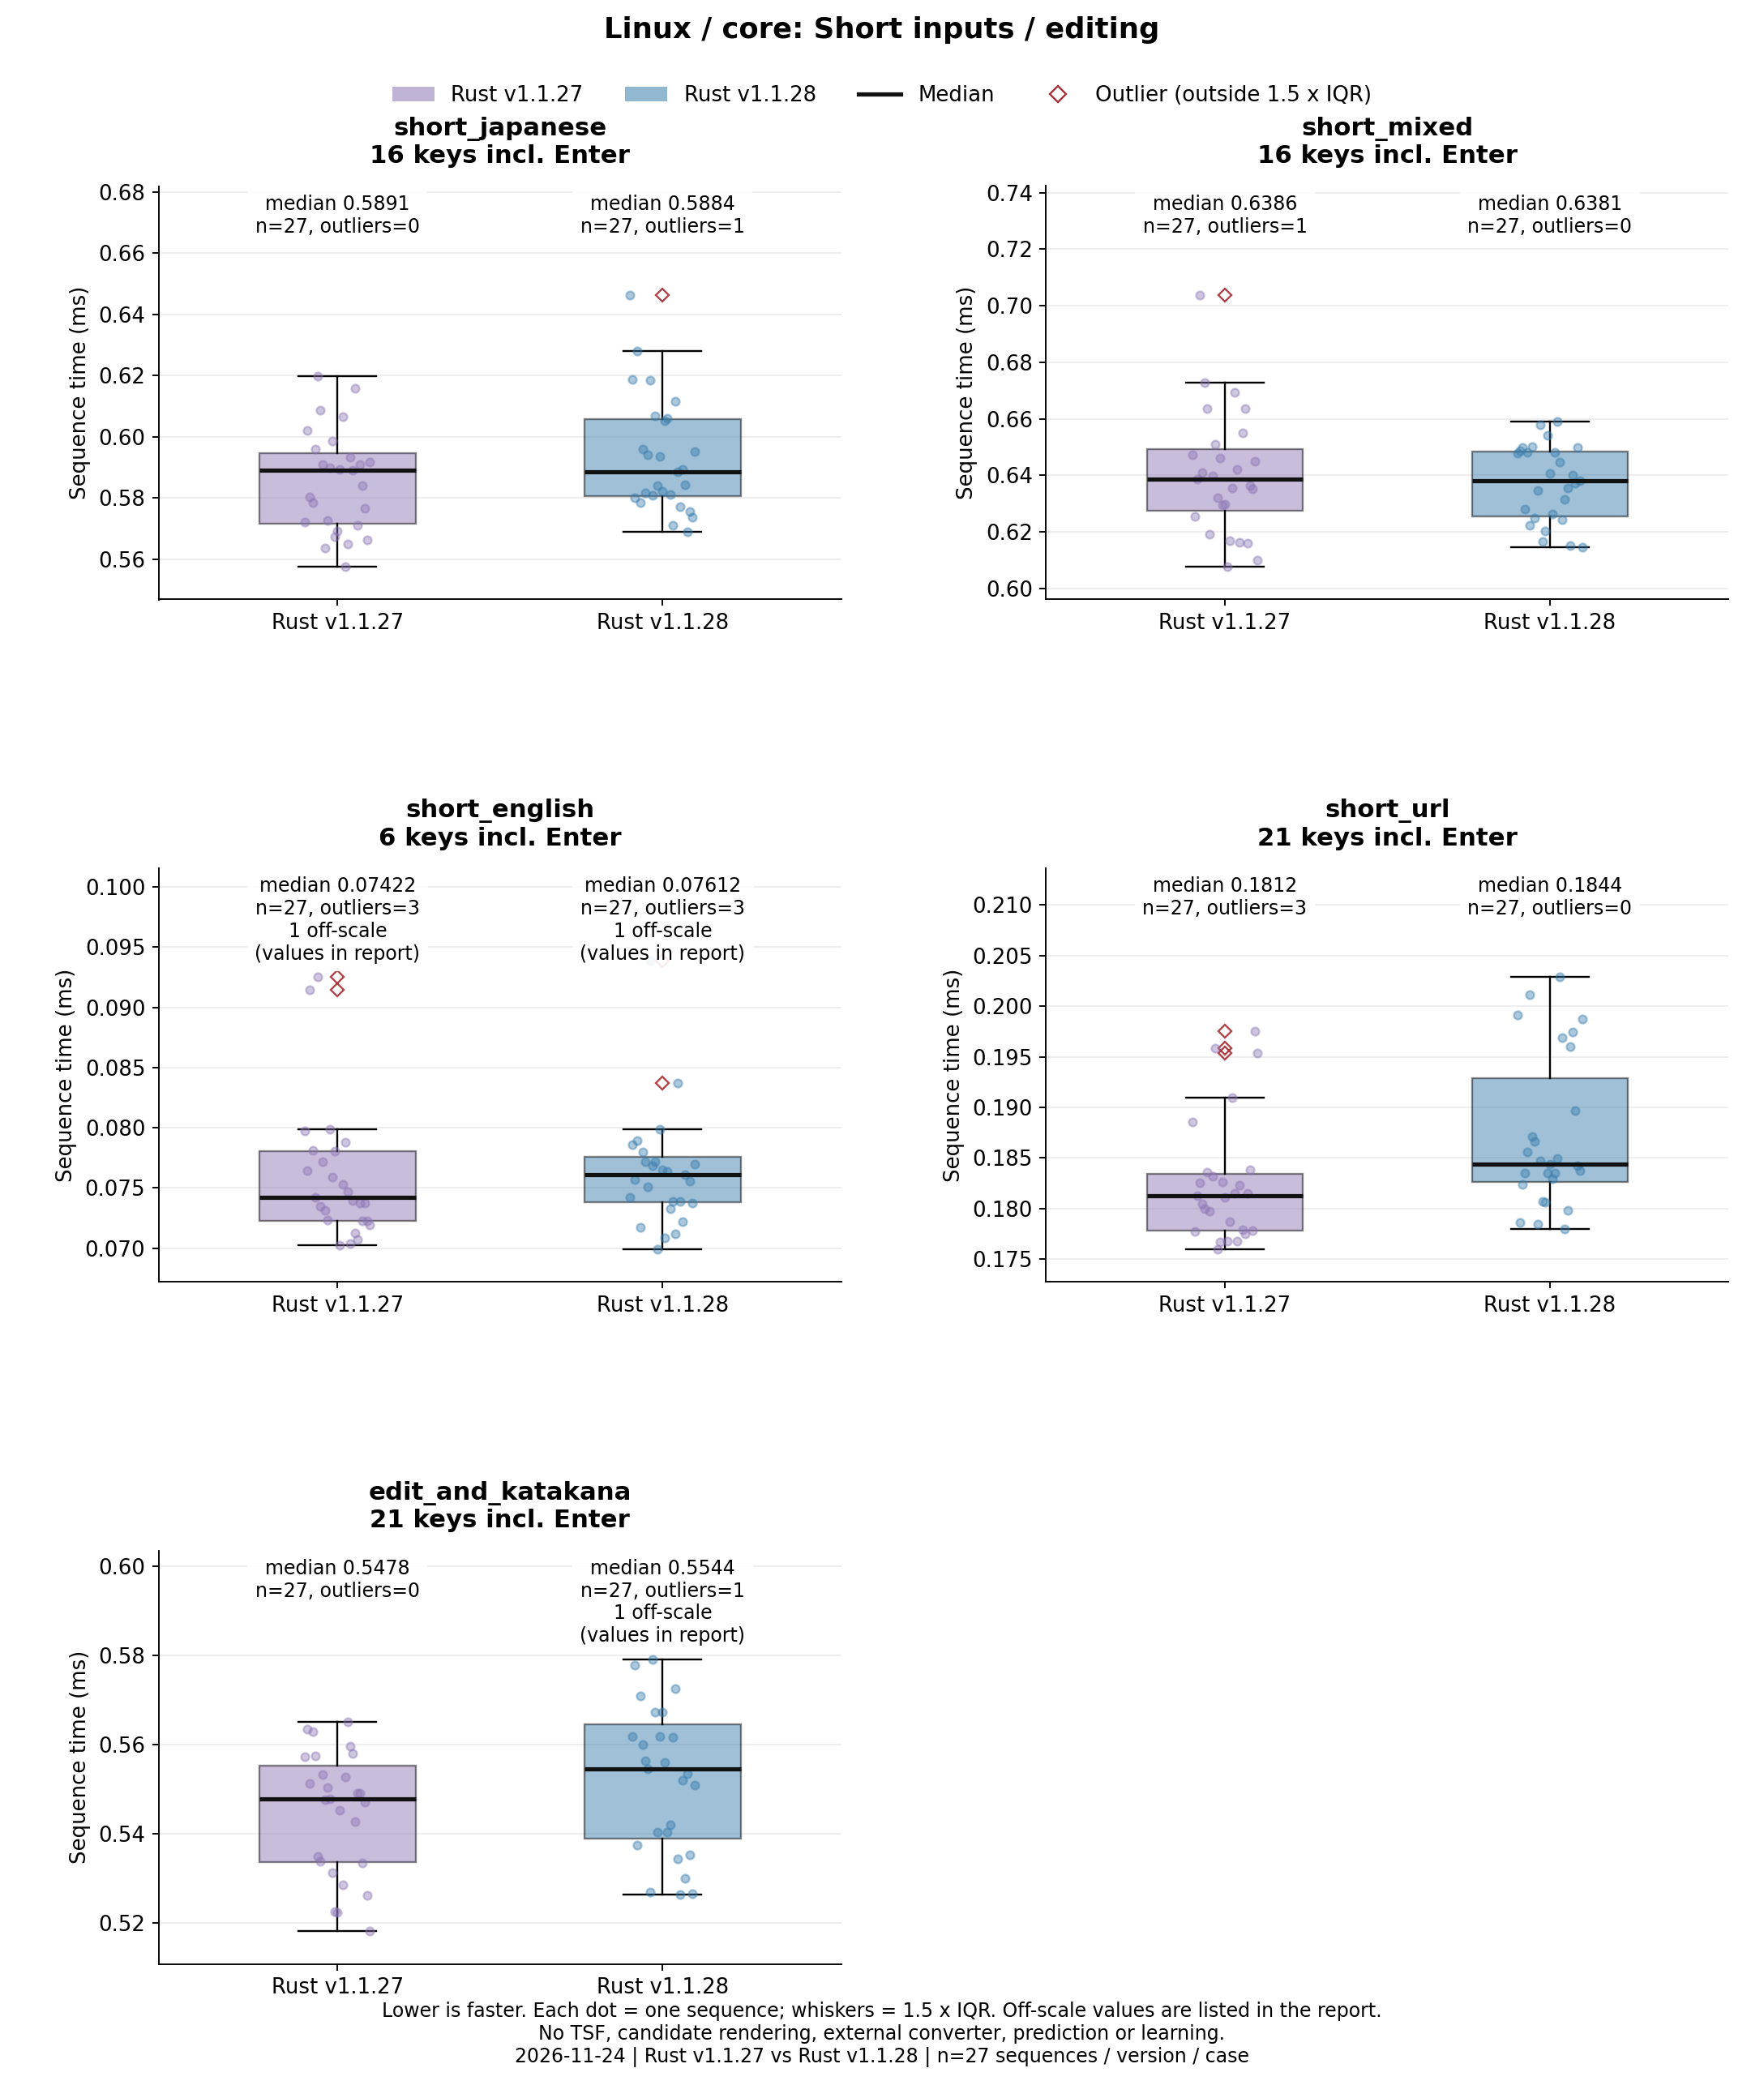 Linux / core: Short inputs / editing
Rust v1.1.27
Rust v1.1.28
Median
Outlier (outside 1.5 x IQR)
short_japanese
16 keys incl. Enter
median 0.5891
n=27, outliers=0
median 0.5884
n=27, outliers=1
Sequence time (ms)
0.68
0.66
0.64
0.62
0.60
0.58
0.56
Rust v1.1.27
Rust v1.1.28
short_mixed
16 keys incl. Enter
median 0.6386
n=27, outliers=1
median 0.6381
n=27, outliers=0
Sequence time (ms)
0.74
0.72
0.70
0.68
0.66
0.64
0.62
0.60
Rust v1.1.27
Rust v1.1.28
short_english
6 keys incl. Enter
median 0.07422
n=27, outliers=3
1 off-scale
(values in report)
median 0.07612
n=27, outliers=3
1 off-scale
(values in report)
Sequence time (ms)
0.100
0.095
0.090
0.085
0.080
0.075
0.070
Rust v1.1.27
Rust v1.1.28
short_url
21 keys incl. Enter
median 0.1812
n=27, outliers=3
median 0.1844
n=27, outliers=0
Sequence time (ms)
0.210
0.205
0.200
0.195
0.190
0.185
0.180
0.175
Rust v1.1.27
Rust v1.1.28
edit_and_katakana
21 keys incl. Enter
median 0.5478
n=27, outliers=0
median 0.5544
n=27, outliers=1
1 off-scale
(values in report)
Sequence time (ms)
0.60
0.58
0.56
0.54
0.52
Rust v1.1.27
Rust v1.1.28
Lower is faster. Each dot = one sequence; whiskers = 1.5 x IQR. Off-scale values are listed in the report.
No TSF, candidate rendering, external converter, prediction or learning.
2026-11-24 | Rust v1.1.27 vs Rust v1.1.28 | n=27 sequences / version / case